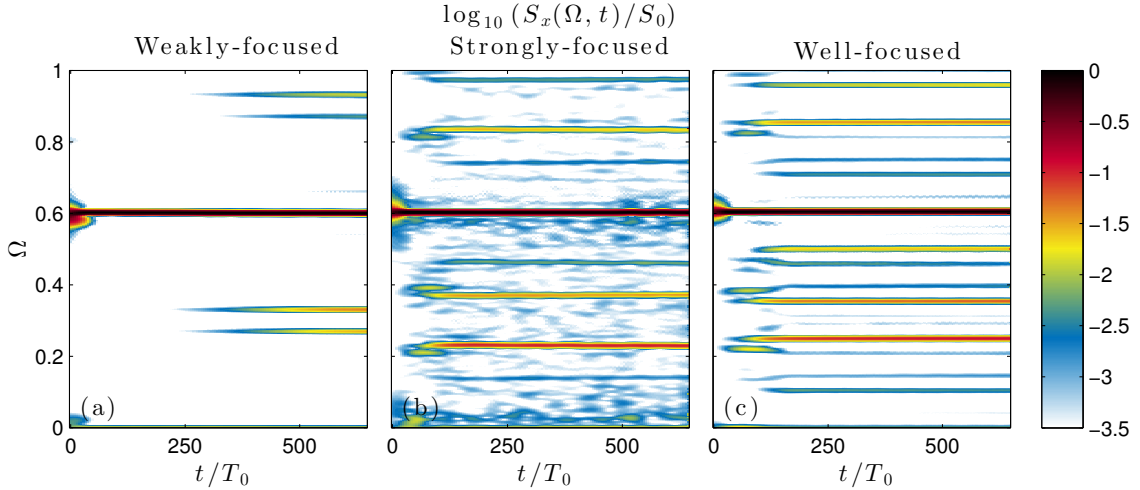 log₁₀ (Sₓ(Ω, t)/S₀)
Weakly-focused
Strongly-focused
Well-focused
1
0.8
0.6
0.4
0.2
0
Ω
(a)
(b)
(c)
0 250 500
0 250 500
0 250 500
t/T₀
t/T₀
t/T₀
0
−0.5
−1
−1.5
−2
−2.5
−3
−3.5